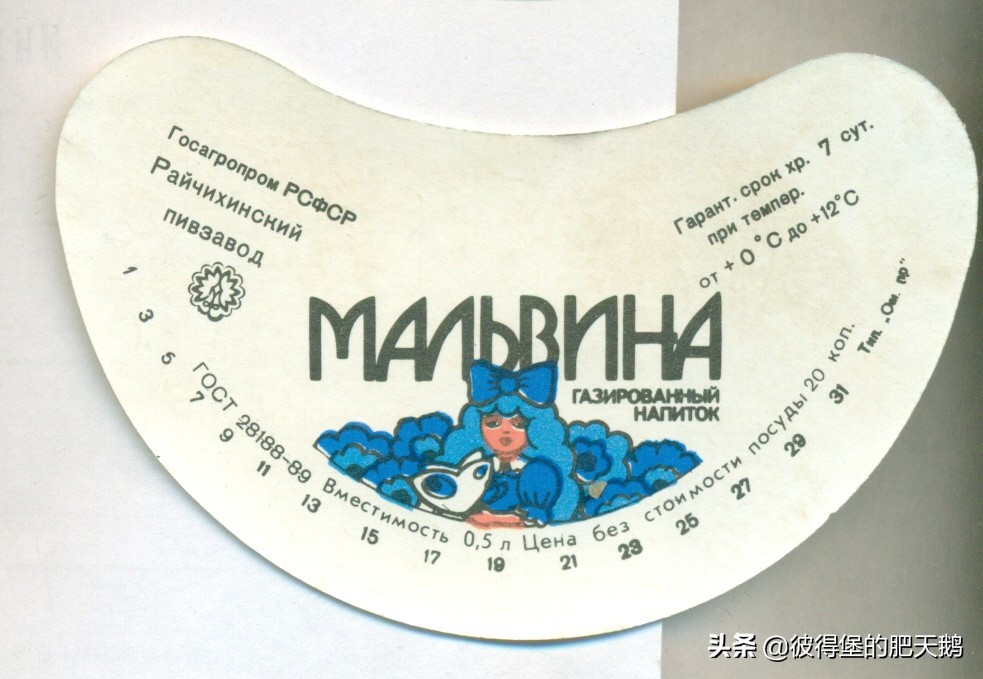 Госагропром РСФСР
Райчихинский
пивзавод
Гарант. срок хр. 7 сут.
при темпер.
от + 0°С до +12°С
МАЛЬВИНА
ГАЗИРОВАННЫЙ
НАПИТОК
ГОСТ 28188-89 Вместимость 0,5 л Цена без стоимости посуды 20 коп.
Тип. „Ом. пр"
1 3 5 7 9 11 13 15 17 19 21 23 25 27 29 31
头条 @彼得堡的肥天鹅